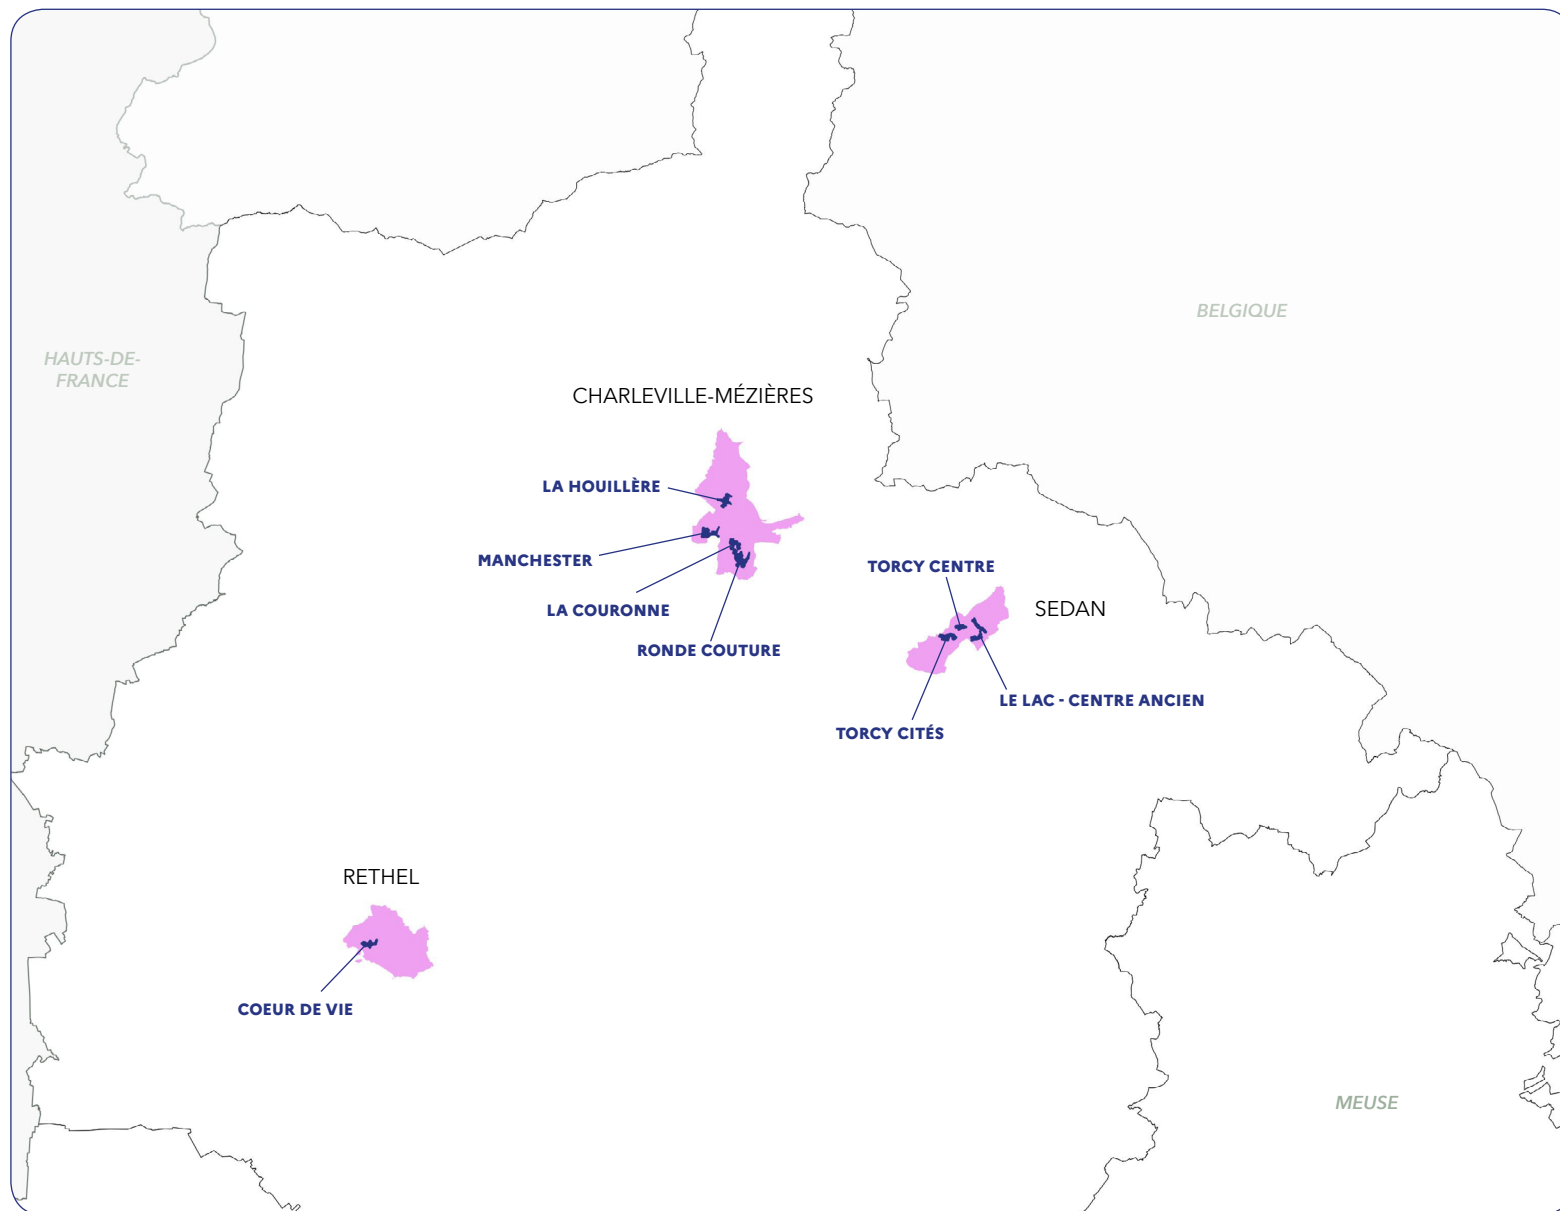 BELGIQUE
HAUTS-DE-
FRANCE
CHARLEVILLE-MÉZIÈRES
LA HOUILLÈRE
MANCHESTER
LA COURONNE
RONDE COUTURE
TORCY CENTRE
SEDAN
LE LAC - CENTRE ANCIEN
TORCY CITÉS
RETHEL
COEUR DE VIE
MEUSE